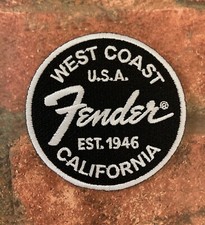 WEST COAST
U.S.A.
Fender®
EST. 1946
CALIFORNIA